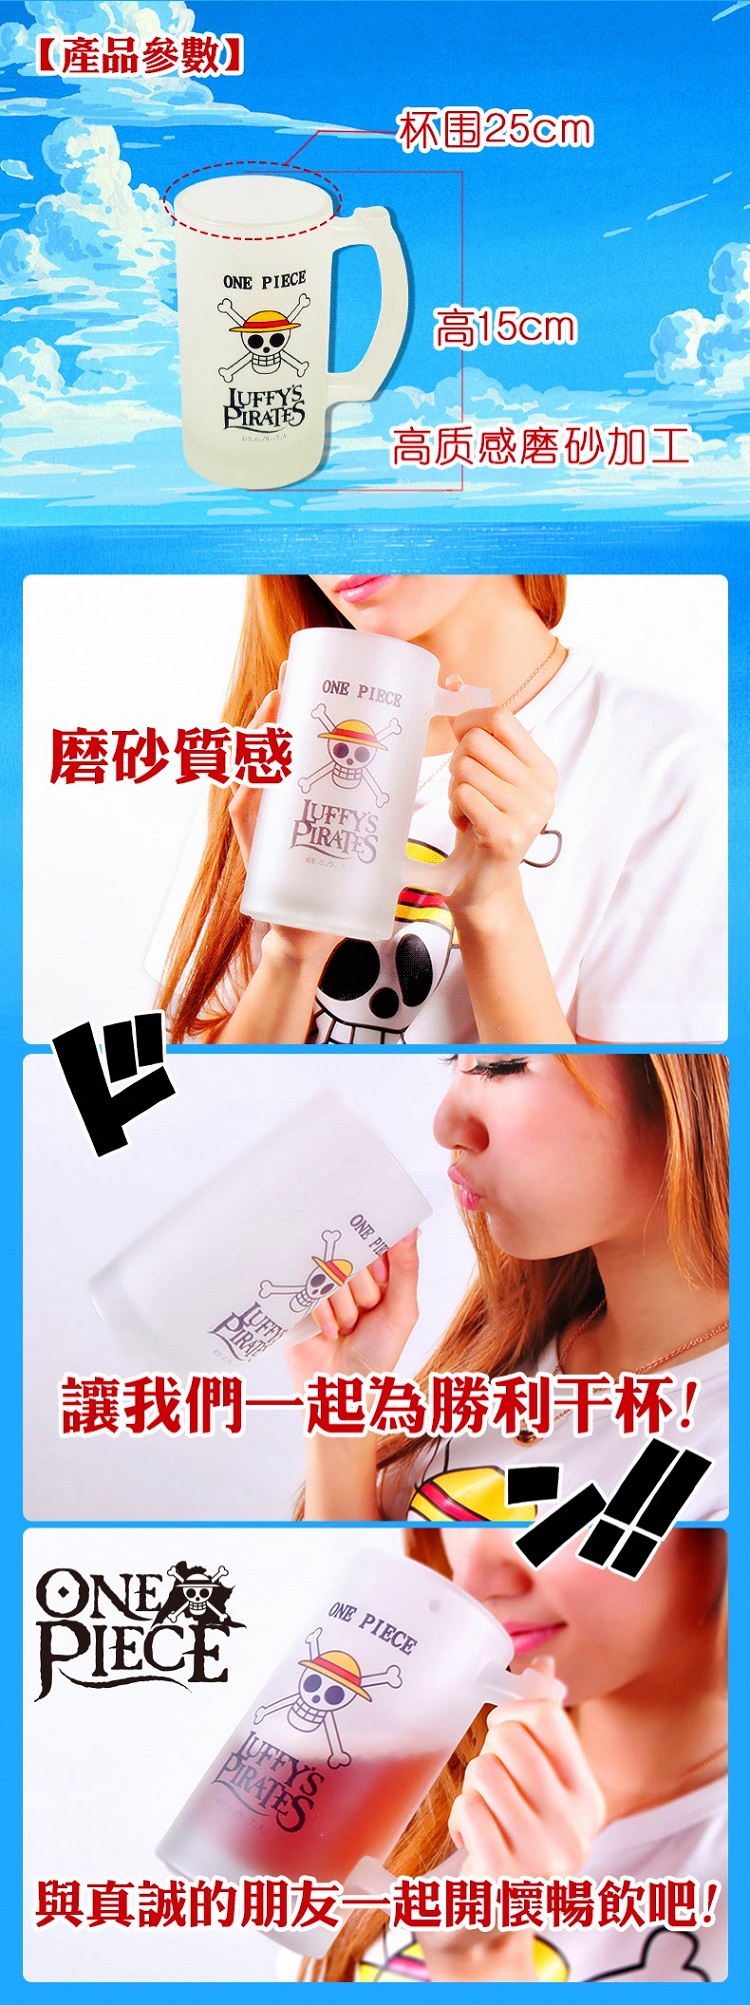 【產品參數】
杯围25cm
ONE PIECE
高15cm
LUFFY'S
PIRATES
高质感磨砂加工
ONE PIECE
磨砂質感
LUFFY'S
PIRATES
ド
ONE PIE
LUFFY
PIRATE
讓我們一起為勝利干杯!
ン!!
ONE
PIECE
ONE PIECE
LUFFY'S
PIRATES
與真誠的朋友一起開懷暢飲吧!